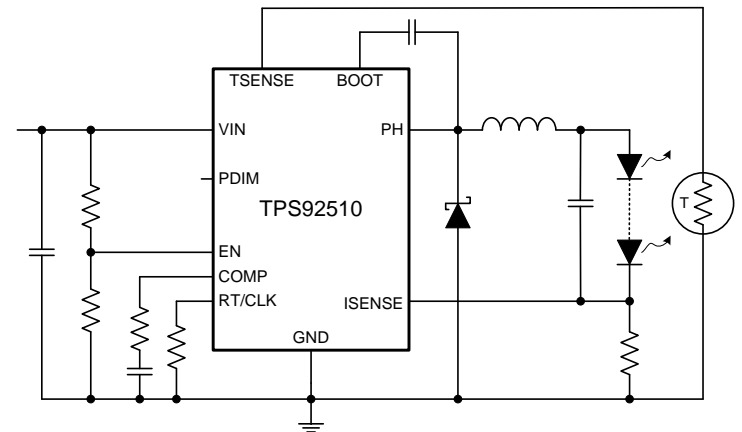 TSENSE
BOOT
VIN
PH
PDIM
T
TPS92510
EN
COMP
RT/CLK
ISENSE
GND